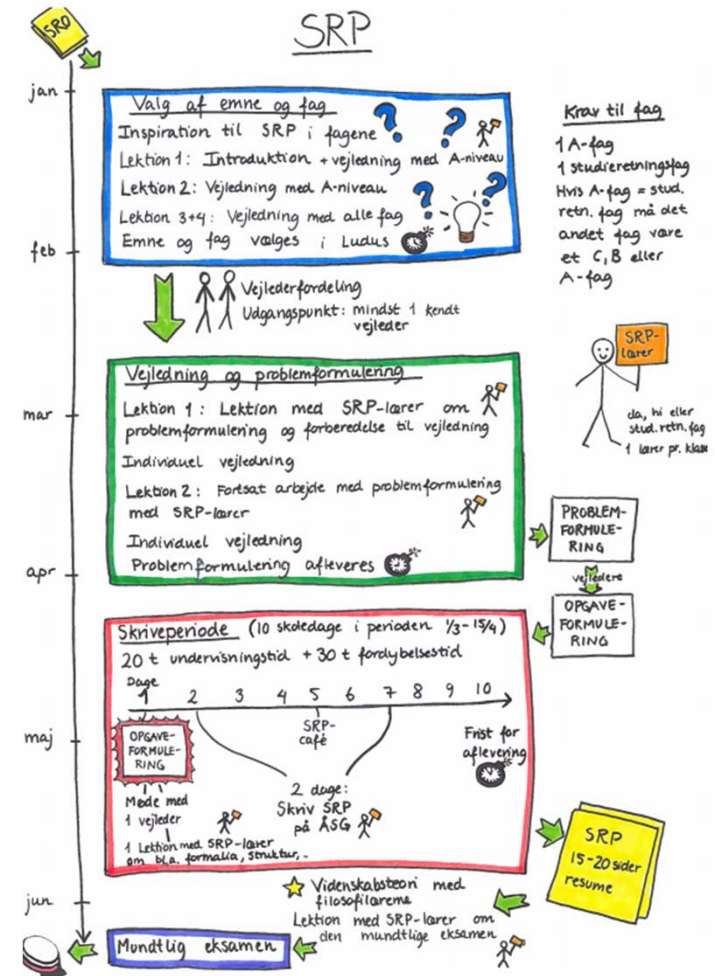 SRO
SRP
jan
Valg af emne og fag
Inspiration til SRP i fagene
Lektion 1: Introduktion + vejledning med A-niveau
Lektion 2: Vejledning med A-niveau
Lektion 3+4: Vejledning med alle fag
Emne og fag vælges i Ludus
Krav til fag
1 A-fag
1 studieretningsfag
Hvis A-fag = stud.
retn. fag må det
andet fag være
et C, B eller
A-fag
feb
Vejlederfordeling
Udgangspunkt: mindst 1 kendt
vejleder
SRP-
lærer
da, hi eller
stud. retn. fag
1 lærer pr. klasse
mar
Vejledning og problemformulering
Lektion 1: Lektion med SRP-lærer om
problemformulering og forberedelse til vejledning
Individuel vejledning
Lektion 2: Fortsat arbejde med problemformulering
med SRP-lærer
Individuel vejledning
Problemformulering afleveres
PROBLEM-
FORMULE-
RING
vejledere
OPGAVE-
FORMULE-
RING
apr
Skriveperiode (10 skoledage i perioden 1/3-15/4)
20 t undervisningstid + 30 t fordybelsestid
Dage
1 2 3 4 5 6 7 8 9 10
maj
OPGAVE-
FORMULE-
RING
SRP-
café
Frist for
aflevering
Møde med
1 vejleder
1 Lektion med SRP-lærer
om bl.a. formalia, struktur,..
2 dage:
Skriv SRP
på ÅSG
SRP
15-20 sider
resume
jun
Videnskabsteori med
filosofilærerne
Lektion med SRP-lærer om
den mundtlige eksamen
Mundtlig eksamen